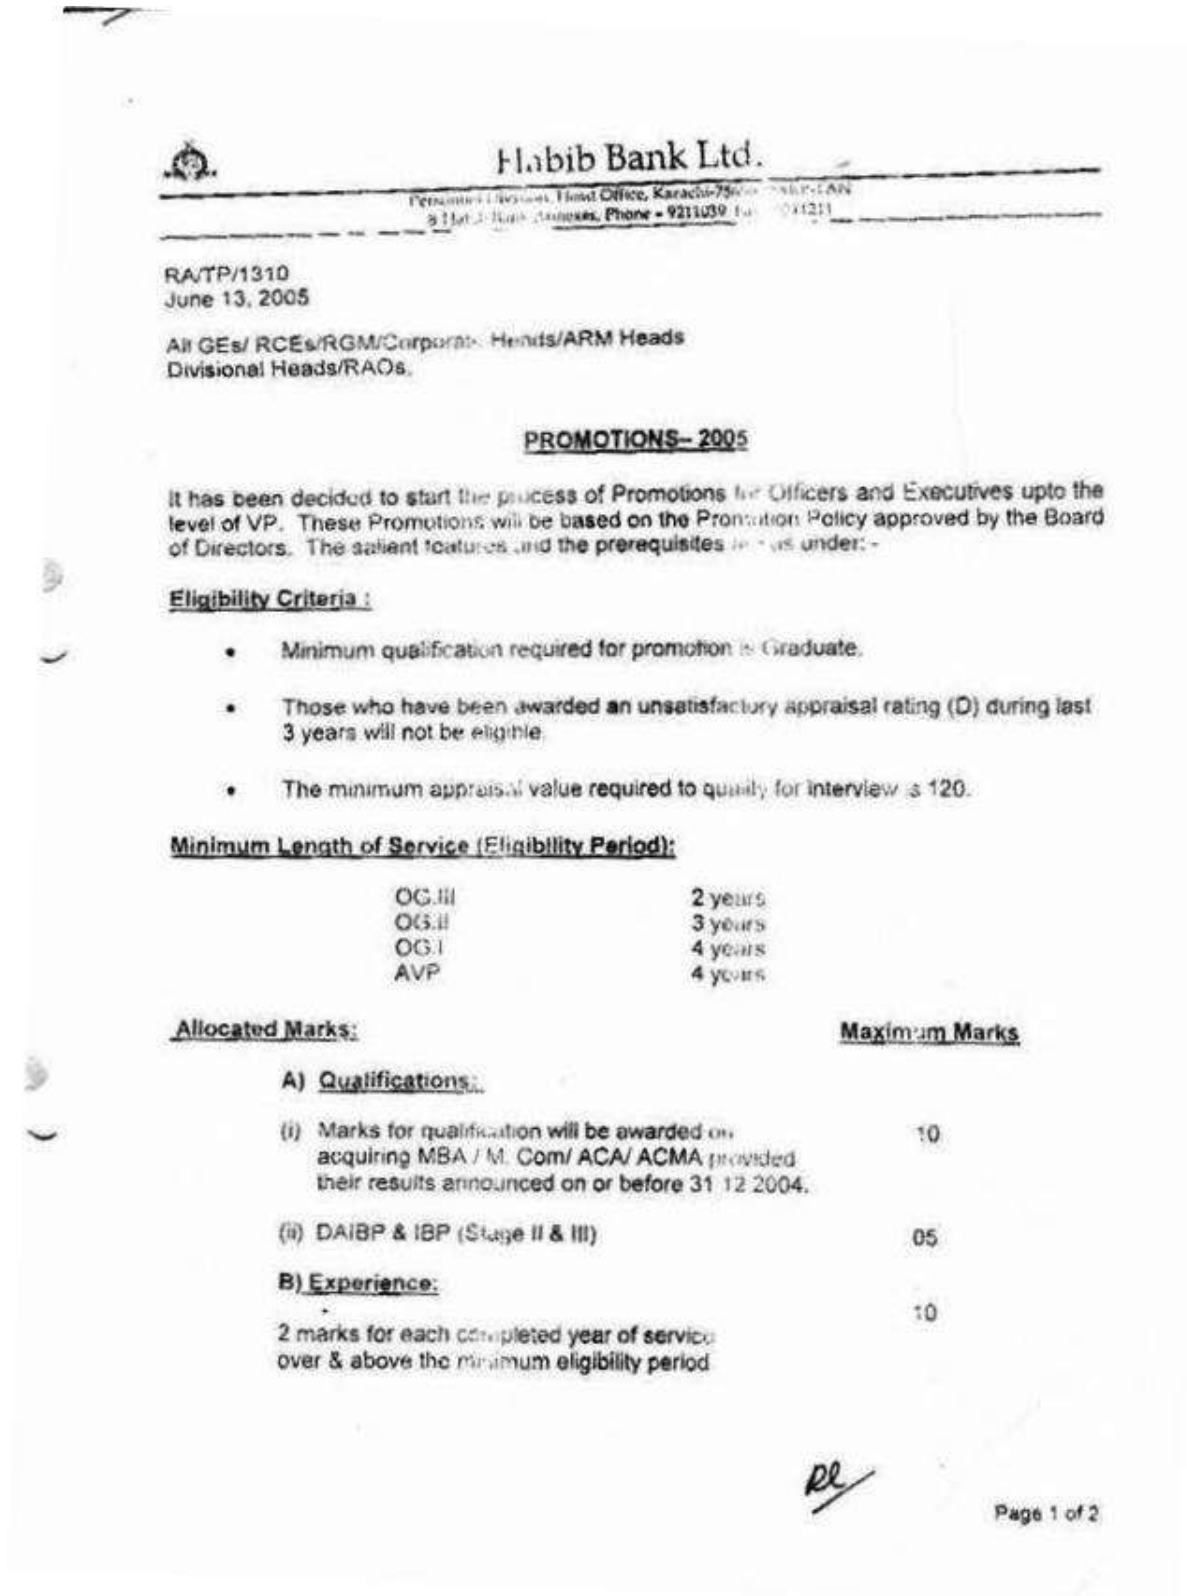 Habib Bank Ltd.
Head Office, Karachi-
Annexes, Phone - 9211039
RA/TP/1310
June 13, 2005
All GEs/ RCEs/RGM/Corporate Heads/ARM Heads
Divisional Heads/RAOs.
PROMOTIONS– 2005
It has been decided to start the process of Promotions for Officers and Executives upto the
level of VP. These Promotions will be based on the Promotion Policy approved by the Board
of Directors. The salient features and the prerequisites as under: -
Eligibility Criteria :
• Minimum qualification required for promotion is Graduate.
• Those who have been awarded an unsatisfactory appraisal rating (D) during last
3 years will not be eligible.
• The minimum appraisal value required to qualify for interview is 120.
Minimum Length of Service (Eligibility Period):
OG.III 2 years
OG.II 3 years
OG.I 4 years
AVP 4 years
Allocated Marks: Maximum Marks
A) Qualifications:
(i) Marks for qualification will be awarded on 10
acquiring MBA / M. Com/ ACA/ ACMA provided
their results announced on or before 31 12 2004.
(ii) DAIBP & IBP (Stage II & III) 05
B) Experience:
10
2 marks for each completed year of service
over & above the minimum eligibility period
Page 1 of 2